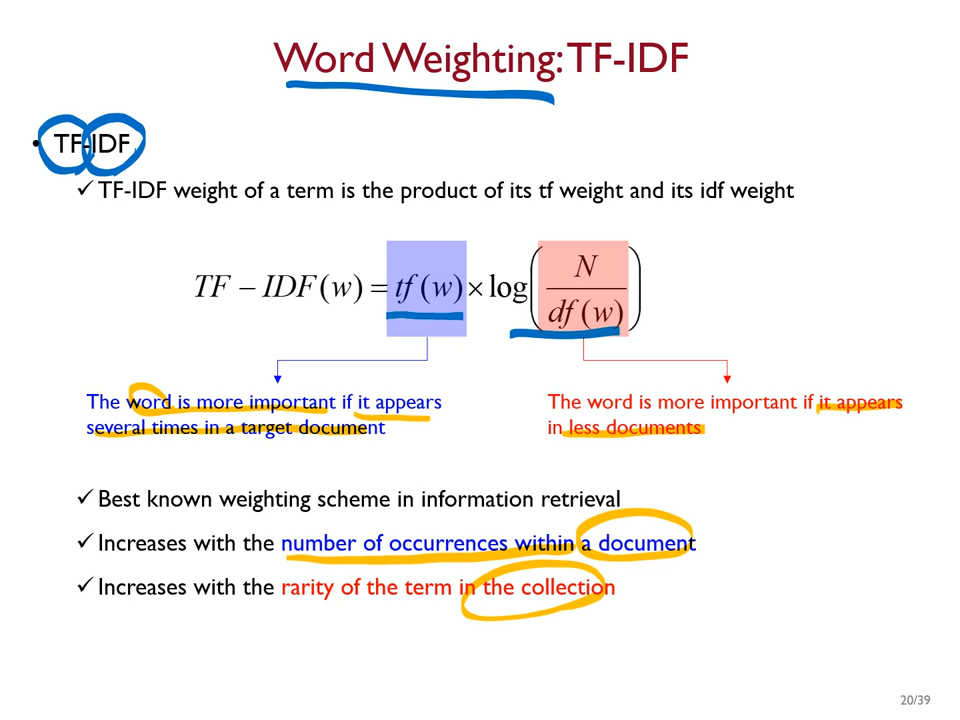 Word Weighting: TF-IDF
• TF-IDF
✓ TF-IDF weight of a term is the product of its tf weight and its idf weight
TF − IDF(w) = tf(w) × log(N / df(w))
The word is more important if it appears
several times in a target document
The word is more important if it appears
in less documents
✓ Best known weighting scheme in information retrieval
✓ Increases with the number of occurrences within a document
✓ Increases with the rarity of the term in the collection
20/39